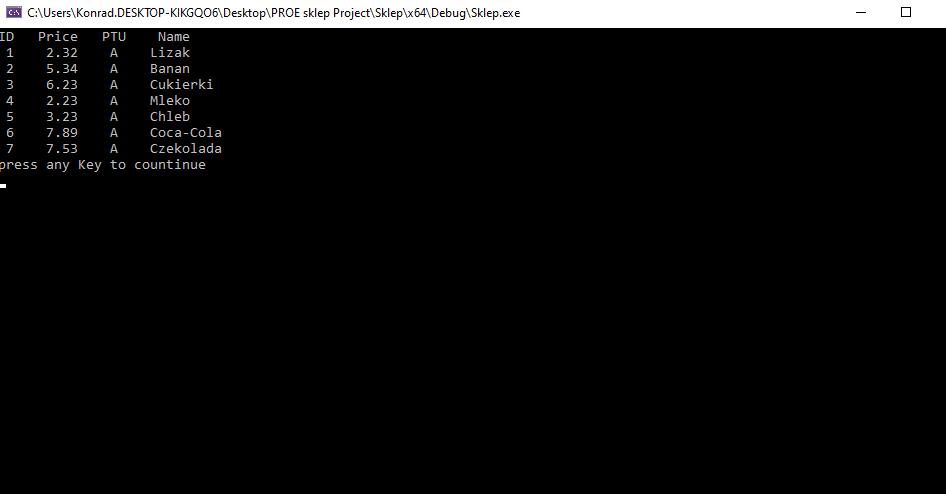 C:\Users\Konrad.DESKTOP-KIKGQO6\Desktop\PROE sklep Project\Sklep\x64\Debug\Sklep.exe
ID   Price   PTU    Name
1    2.32    A    Lizak
2    5.34    A    Banan
3    6.23    A    Cukierki
4    2.23    A    Mleko
5    3.23    A    Chleb
6    7.89    A    Coca-Cola
7    7.53    A    Czekolada
press any Key to countinue